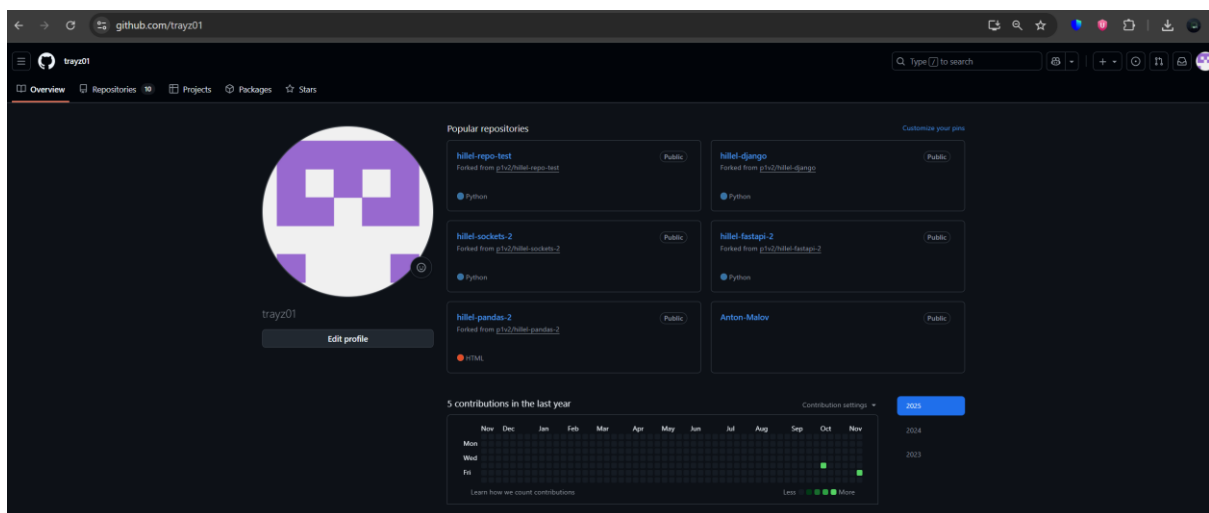 github.com/trayz01
trayz01
Type / to search
Overview Repositories 10 Projects Packages Stars
Popular repositories
Customize your pins
hillel-repo-test Public
Forked from p1v2/hillel-repo-test
Python
hillel-django Public
Forked from p1v2/hillel-django
Python
hillel-sockets-2 Public
Forked from p1v2/hillel-sockets-2
Python
hillel-fastapi-2 Public
Forked from p1v2/hillel-fastapi-2
Python
hillel-pandas-2 Public
Forked from p1v2/hillel-pandas-2
HTML
Anton-Malov Public
trayz01
Edit profile
5 contributions in the last year
Contribution settings
2025
2024
2023
Nov Dec Jan Feb Mar Apr May Jun Jul Aug Sep Oct Nov
Mon
Wed
Fri
Learn how we count contributions
Less More